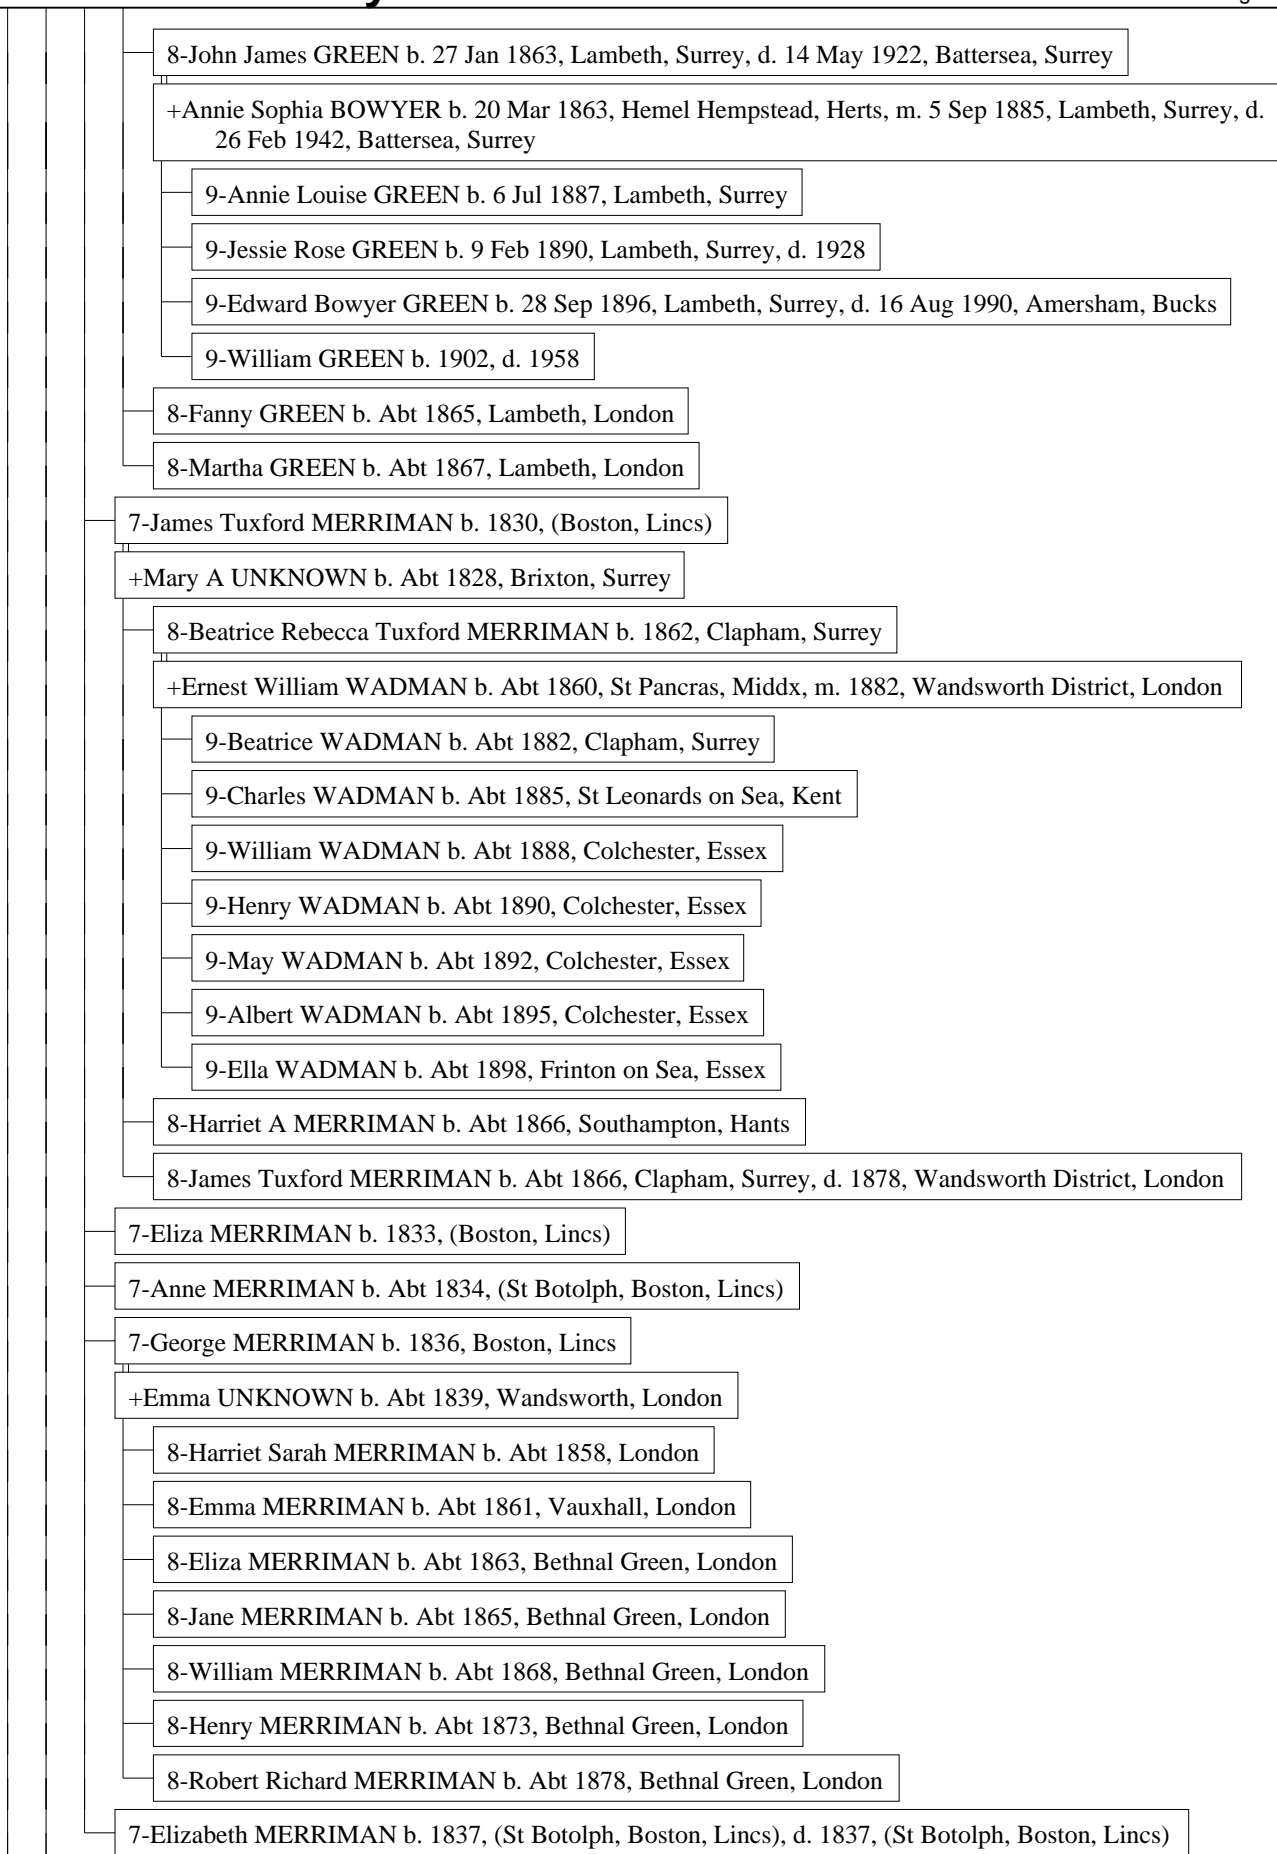 8-John James GREEN b. 27 Jan 1863, Lambeth, Surrey, d. 14 May 1922, Battersea, Surrey
+Annie Sophia BOWYER b. 20 Mar 1863, Hemel Hempstead, Herts, m. 5 Sep 1885, Lambeth, Surrey, d.
26 Feb 1942, Battersea, Surrey
9-Annie Louise GREEN b. 6 Jul 1887, Lambeth, Surrey
9-Jessie Rose GREEN b. 9 Feb 1890, Lambeth, Surrey, d. 1928
9-Edward Bowyer GREEN b. 28 Sep 1896, Lambeth, Surrey, d. 16 Aug 1990, Amersham, Bucks
9-William GREEN b. 1902, d. 1958
8-Fanny GREEN b. Abt 1865, Lambeth, London
8-Martha GREEN b. Abt 1867, Lambeth, London
7-James Tuxford MERRIMAN b. 1830, (Boston, Lincs)
+Mary A UNKNOWN b. Abt 1828, Brixton, Surrey
8-Beatrice Rebecca Tuxford MERRIMAN b. 1862, Clapham, Surrey
+Ernest William WADMAN b. Abt 1860, St Pancras, Middx, m. 1882, Wandsworth District, London
9-Beatrice WADMAN b. Abt 1882, Clapham, Surrey
9-Charles WADMAN b. Abt 1885, St Leonards on Sea, Kent
9-William WADMAN b. Abt 1888, Colchester, Essex
9-Henry WADMAN b. Abt 1890, Colchester, Essex
9-May WADMAN b. Abt 1892, Colchester, Essex
9-Albert WADMAN b. Abt 1895, Colchester, Essex
9-Ella WADMAN b. Abt 1898, Frinton on Sea, Essex
8-Harriet A MERRIMAN b. Abt 1866, Southampton, Hants
8-James Tuxford MERRIMAN b. Abt 1866, Clapham, Surrey, d. 1878, Wandsworth District, London
7-Eliza MERRIMAN b. 1833, (Boston, Lincs)
7-Anne MERRIMAN b. Abt 1834, (St Botolph, Boston, Lincs)
7-George MERRIMAN b. 1836, Boston, Lincs
+Emma UNKNOWN b. Abt 1839, Wandsworth, London
8-Harriet Sarah MERRIMAN b. Abt 1858, London
8-Emma MERRIMAN b. Abt 1861, Vauxhall, London
8-Eliza MERRIMAN b. Abt 1863, Bethnal Green, London
8-Jane MERRIMAN b. Abt 1865, Bethnal Green, London
8-William MERRIMAN b. Abt 1868, Bethnal Green, London
8-Henry MERRIMAN b. Abt 1873, Bethnal Green, London
8-Robert Richard MERRIMAN b. Abt 1878, Bethnal Green, London
7-Elizabeth MERRIMAN b. 1837, (St Botolph, Boston, Lincs), d. 1837, (St Botolph, Boston, Lincs)